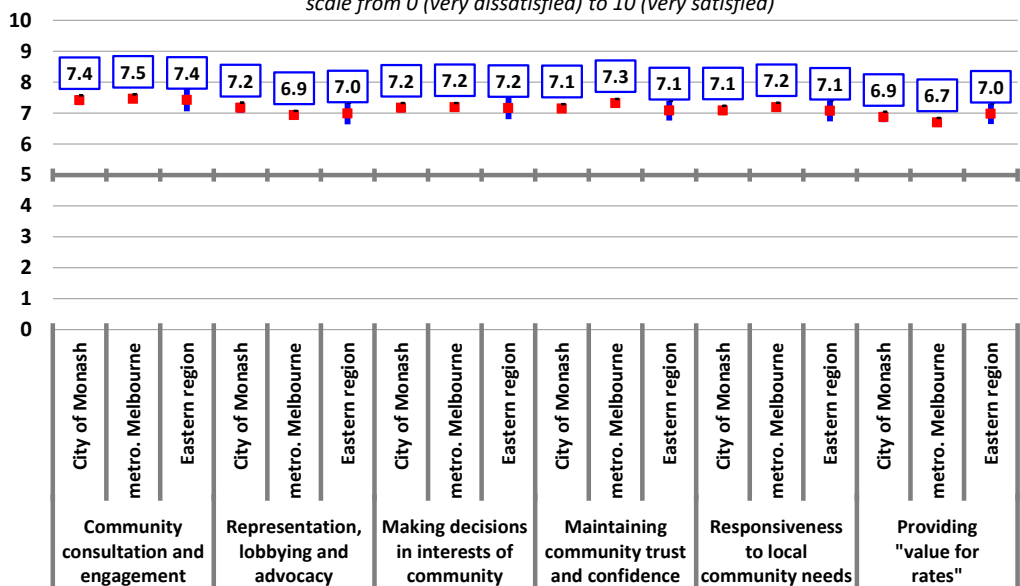 scale from 0 (very dissatisfied) to 10 (very satisfied)
10
9
8
7
6
5
4
3
2
1
0
7.4
7.5
7.4
7.2
6.9
7.0
7.2
7.2
7.2
7.1
7.3
7.1
7.1
7.2
7.1
6.9
6.7
7.0
City of Monash
metro. Melbourne
Eastern region
City of Monash
metro. Melbourne
Eastern region
City of Monash
metro. Melbourne
Eastern region
City of Monash
metro. Melbourne
Eastern region
City of Monash
metro. Melbourne
Eastern region
City of Monash
metro. Melbourne
Eastern region
Community
consultation and
engagement
Representation,
lobbying and
advocacy
Making decisions
in interests of
community
Maintaining
community trust
and confidence
Responsiveness
to local
community needs
Providing
"value for
rates"